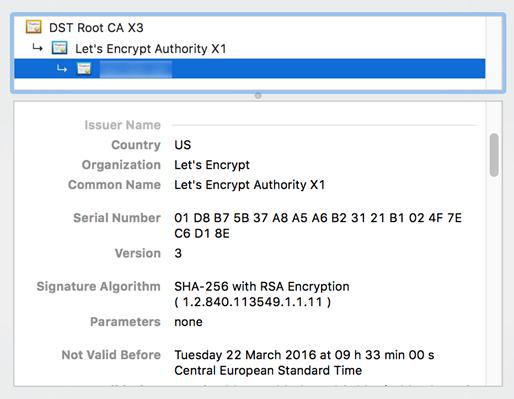 DST Root CA X3
Let's Encrypt Authority X1
Issuer Name
Country US
Organization Let's Encrypt
Common Name Let's Encrypt Authority X1
Serial Number 01 D8 B7 5B 37 A8 A5 A6 B2 31 21 B1 02 4F 7E
C6 D1 8E
Version 3
Signature Algorithm SHA-256 with RSA Encryption
( 1.2.840.113549.1.1.11 )
Parameters none
Not Valid Before Tuesday 22 March 2016 at 09 h 33 min 00 s
Central European Standard Time